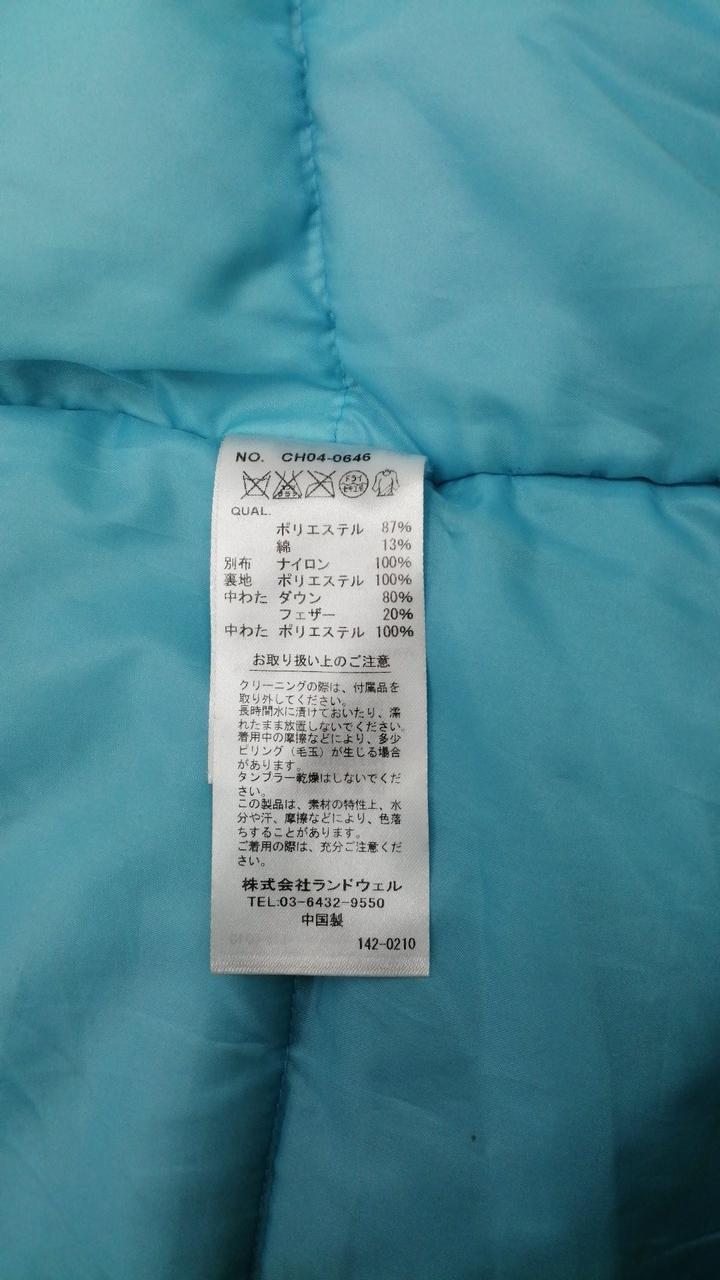 NO. CH04-0646
QUAL.
ポリエステル 87%
綿 13%
別布 ナイロン 100%
裏地 ポリエステル 100%
中わた ダウン 80%
フェザー 20%
中わた ポリエステル 100%
お取り扱い上のご注意
クリーニングの際は、付属品を
取り外してください。
長時間水に漬けておいたり、濡
れたまま放置しないでください。
着用中の摩擦などにより、多少
ピリング（毛玉）が生じる場合
があります。
タンブラー乾燥はしないでくだ
さい。
この製品は、素材の特性上、水
分や汗、摩擦などにより、色落
ちすることがあります。
ご着用の際は、充分ご注意くだ
さい。
株式会社ランドウェル
TEL:03-6432-9550
中国製
142-0210